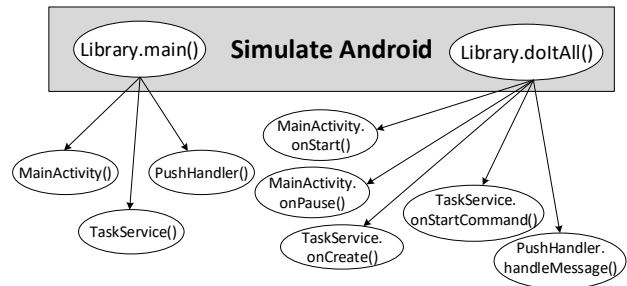 Library.main()
Simulate Android
Library.doItAll()
MainActivity()
PushHandler()
TaskService()
MainActivity.
onStart()
MainActivity.
onPause()
TaskService.
onCreate()
TaskService.
onStartCommand()
PushHandler.
handleMessage()